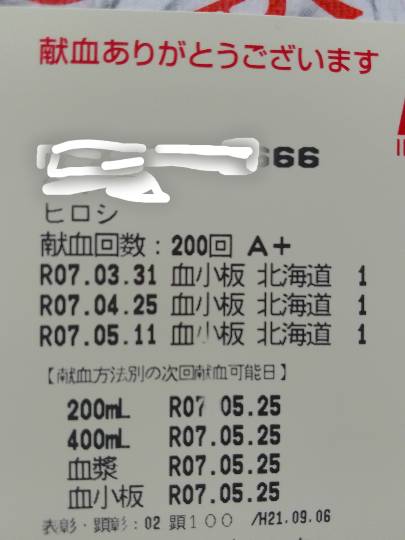 献血ありがとうございます
66
ヒロシ
献血回数：200回 A+
R07.03.31 血小板 北海道 1
R07.04.25 血小板 北海道 1
R07.05.11 血小板 北海道 1
【献血方法別の次回献血可能日】
200mL R07 05.25
400mL R07.05.25
血漿 R07.05.25
血小板 R07.05.25
表彰・顕彰：02 顕100 /H21.09.06